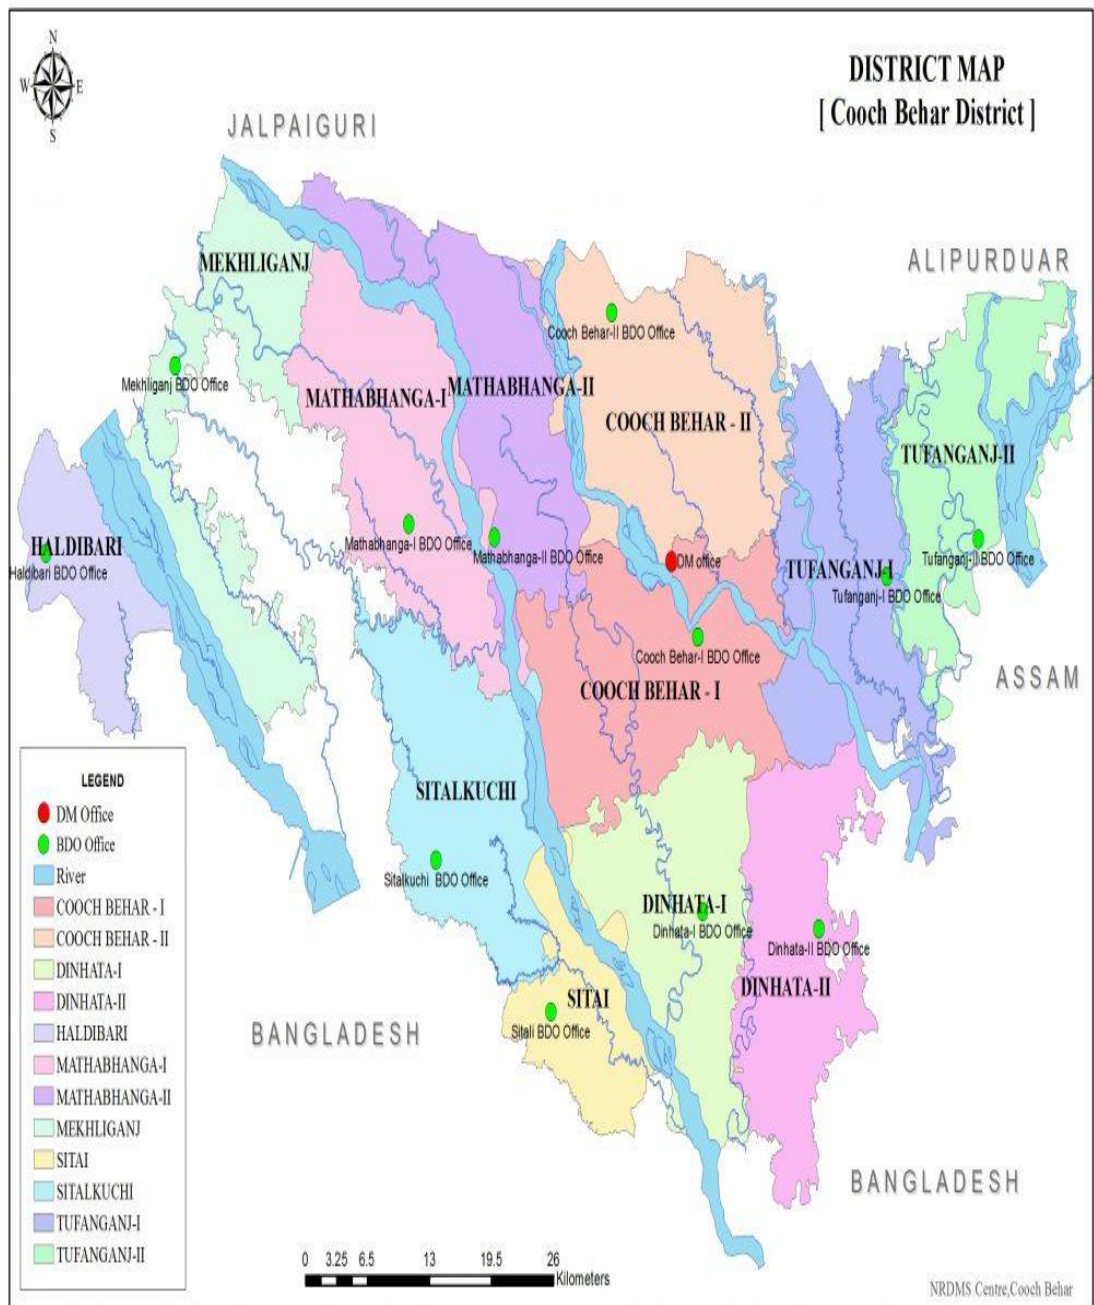 N
W
E
S
DISTRICT MAP
[ Cooch Behar District ]
JALPAIGURI
ALIPURDUAR
MEKHLIGANJ
Cooch Behar-II BDO Office
Mekhliganj BDO Office
MATHABHANGA-I
MATHABHANGA-II
COOCH BEHAR - II
TUFANGANJ-II
HALDIBARI
Haldibari BDO Office
Mathabhanga-I BDO Office
Mathabhanga-II BDO Office
DM office
TUFANGANJ-I
Tufanganj-I BDO Office
Tufanganj-II BDO Office
Cooch Behar-I BDO Office
COOCH BEHAR - I
ASSAM
SITALKUCHI
Sitalkuchi BDO Office
DINHATA-I
Dinhata-I BDO Office
Dinhata-II BDO Office
DINHATA-II
SITAI
Sitali BDO Office
BANGLADESH
BANGLADESH
LEGEND
DM Office
BDO Office
River
COOCH BEHAR - I
COOCH BEHAR - II
DINHATA-I
DINHATA-II
HALDIBARI
MATHABHANGA-I
MATHABHANGA-II
MEKHLIGANJ
SITAI
SITALKUCHI
TUFANGANJ-I
TUFANGANJ-II
0 3.25 6.5 13 19.5 26
Kilometers
NRDMS Centre,Cooch Behar